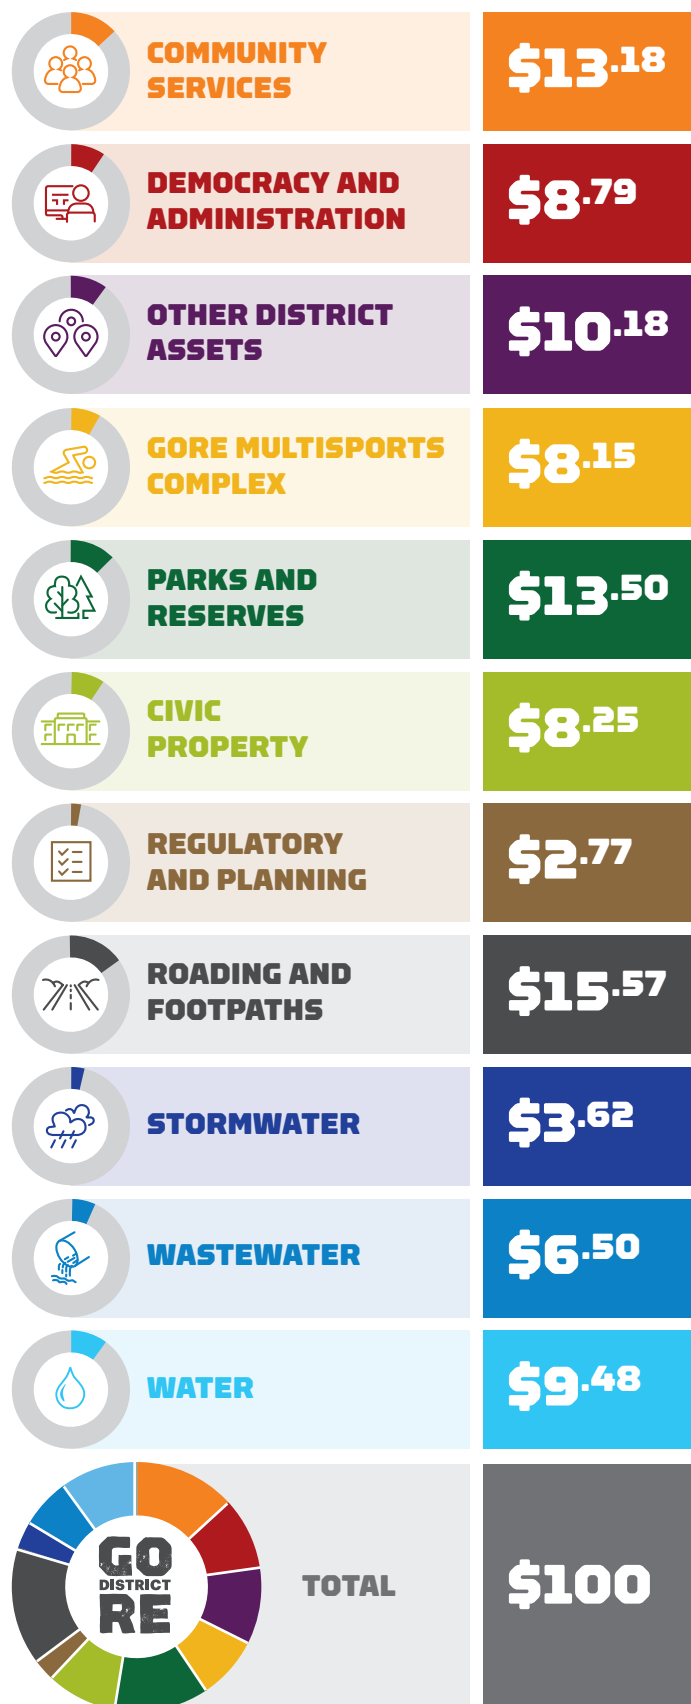 COMMUNITY
SERVICES
$13.18
DEMOCRACY AND
ADMINISTRATION
$8.79
OTHER DISTRICT
ASSETS
$10.18
GORE MULTISPORTS
COMPLEX
$8.15
PARKS AND
RESERVES
$13.50
CIVIC
PROPERTY
$8.25
REGULATORY
AND PLANNING
$2.77
ROADING AND
FOOTPATHS
$15.57
STORMWATER
$3.62
WASTEWATER
$6.50
WATER
$9.48
GO
DISTRICT
RE
TOTAL
$100